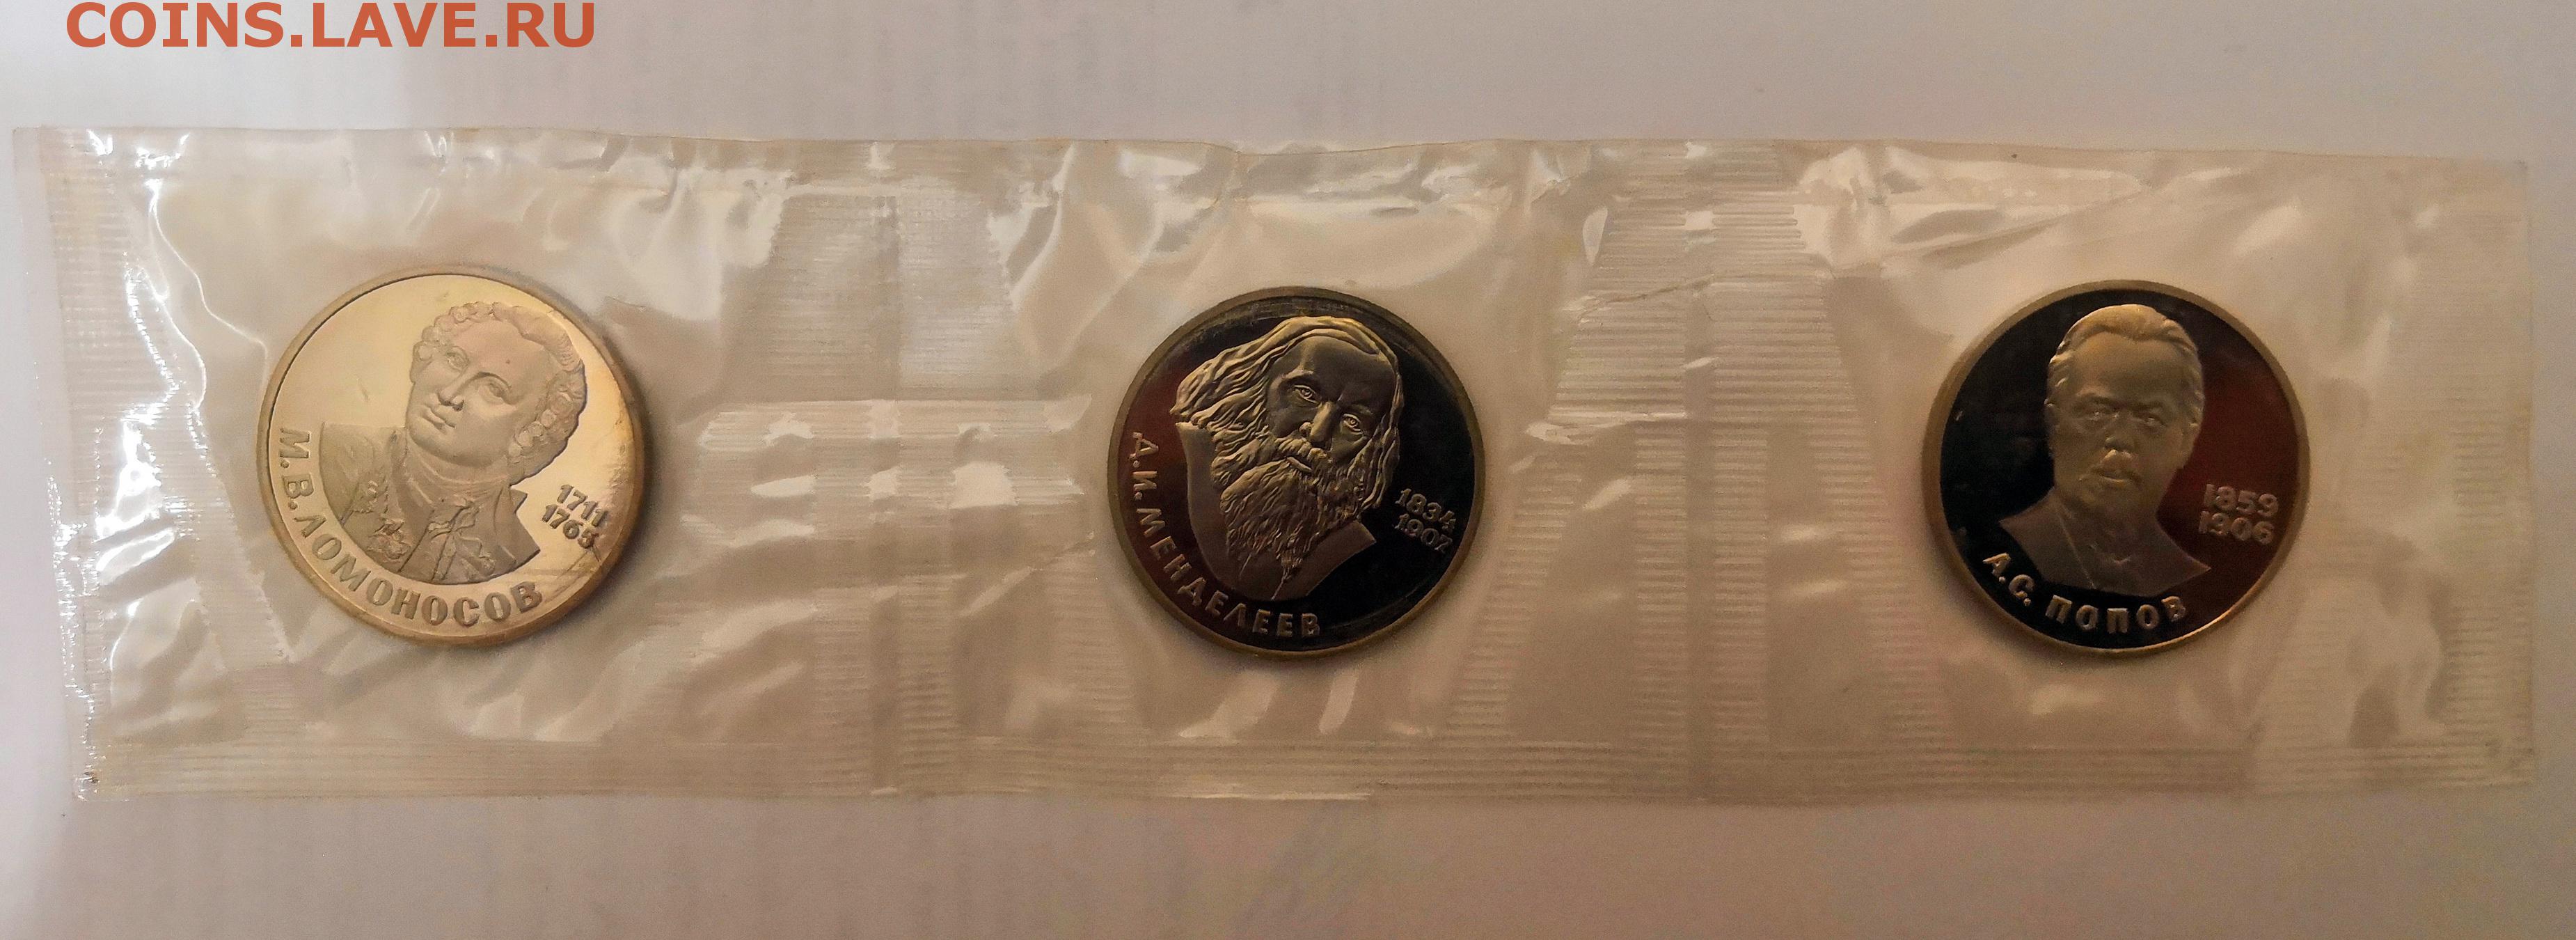 COINS.LAVE.RU
М.В.ЛОМОНОСОВ
1711
1765
Д.И.МЕНДЕЛЕЕВ
1834
1907
А.С. ПОПОВ
1859
1906